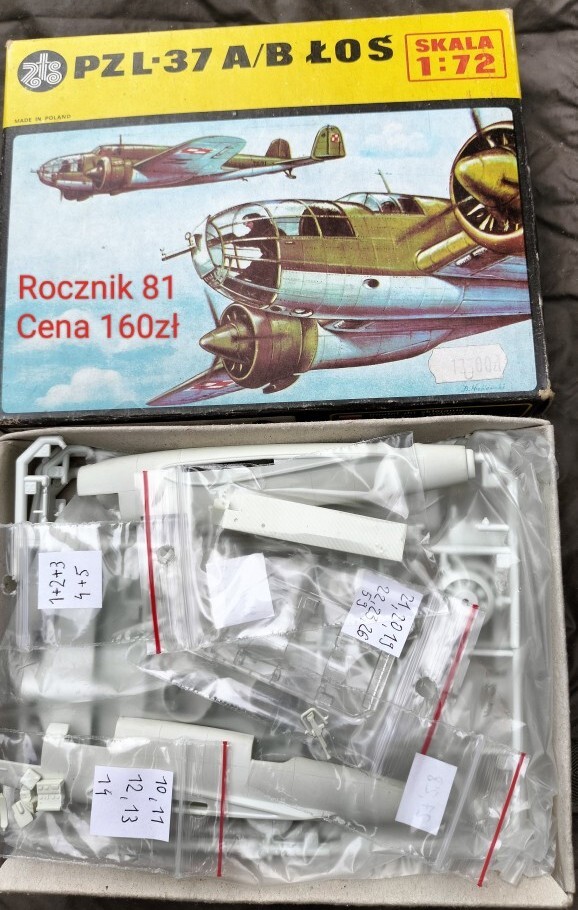 zts
PZL-37 A/B ŁOŚ
SKALA
1:72
MADE IN POLAND
Rocznik 81
Cena 160zł
1+2+3
4+5
21,20,19
22,23
26
10,11
12,13
14